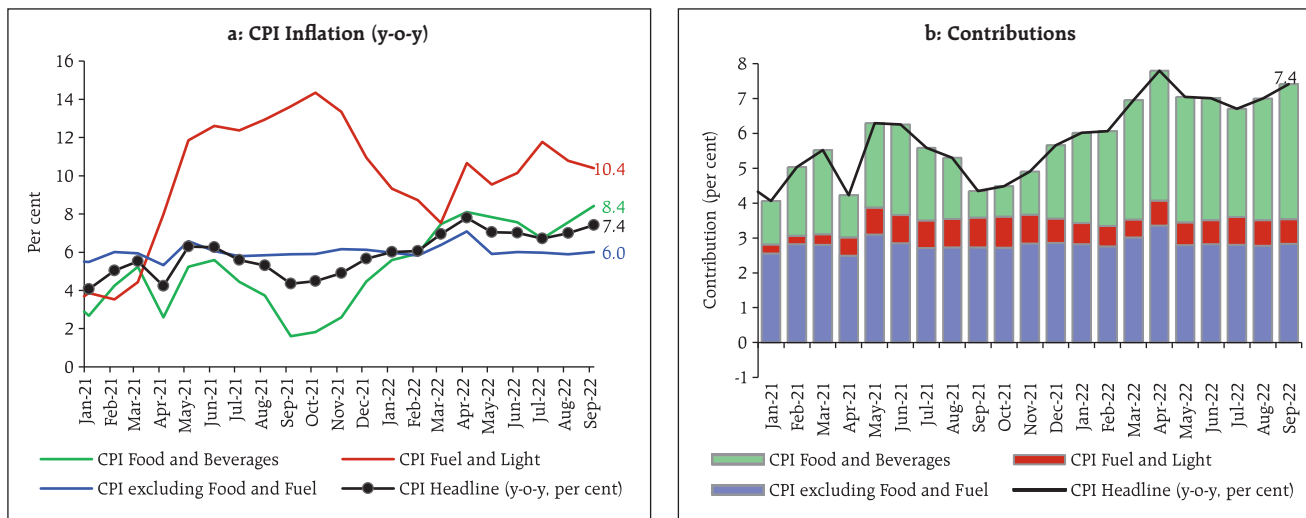 a: CPI Inflation (y-o-y)
Per cent
16
14
12
10
8
6
4
2
0
10.4
8.4
7.4
6.0
Jan-21
Feb-21
Mar-21
Apr-21
May-21
Jun-21
Jul-21
Aug-21
Sep-21
Oct-21
Nov-21
Dec-21
Jan-22
Feb-22
Mar-22
Apr-22
May-22
Jun-22
Jul-22
Aug-22
Sep-22
CPI Food and Beverages
CPI Fuel and Light
CPI excluding Food and Fuel
CPI Headline (y-o-y, per cent)
b: Contributions
Contribution (per cent)
8
7
6
5
4
3
2
1
0
-1
7.4
Jan-21
Feb-21
Mar-21
Apr-21
May-21
Jun-21
Jul-21
Aug-21
Sep-21
Oct-21
Nov-21
Dec-21
Jan-22
Feb-22
Mar-22
Apr-22
May-22
Jun-22
Jul-22
Aug-22
Sep-22
CPI Food and Beverages
CPI Fuel and Light
CPI excluding Food and Fuel
CPI Headline (y-o-y, per cent)